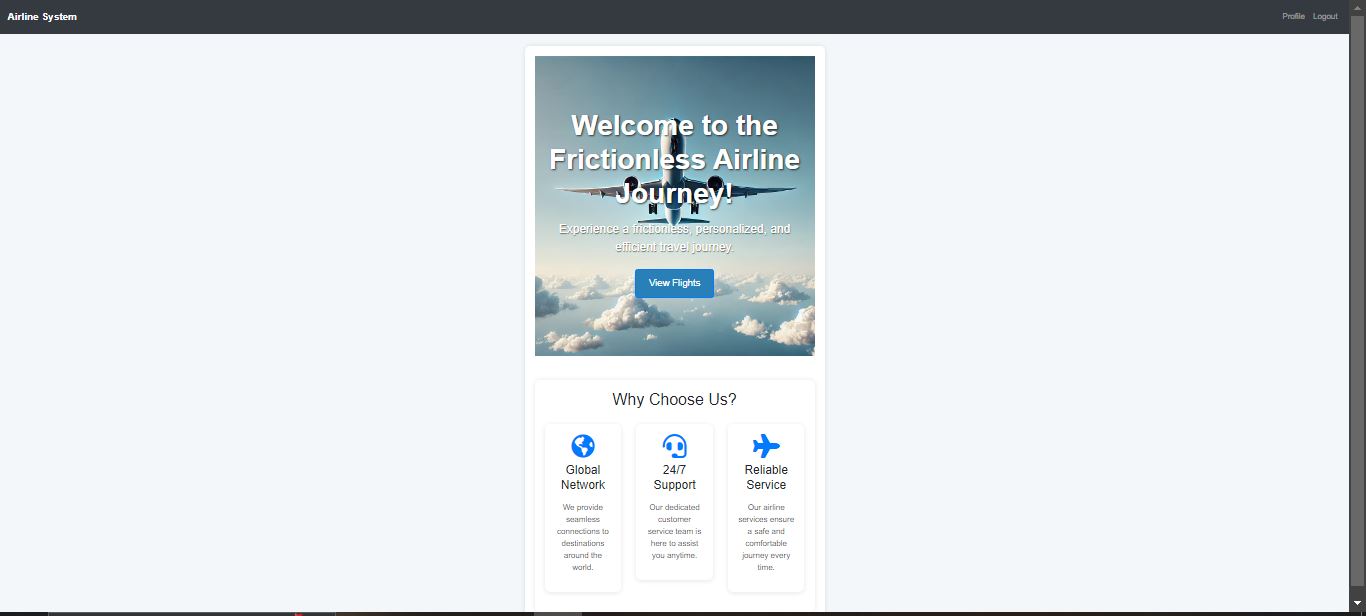 Airline System
Profile Logout
Welcome to the
Frictionless Airline
Journey!
Experience a frictionless, personalized, and
efficient travel journey.
View Flights
Why Choose Us?
Global
Network
We provide
seamless
connections to
destinations
around the
world.
24/7
Support
Our dedicated
customer
service team is
here to assist
you anytime.
Reliable
Service
Our airline
services ensure
a safe and
comfortable
journey every
time.